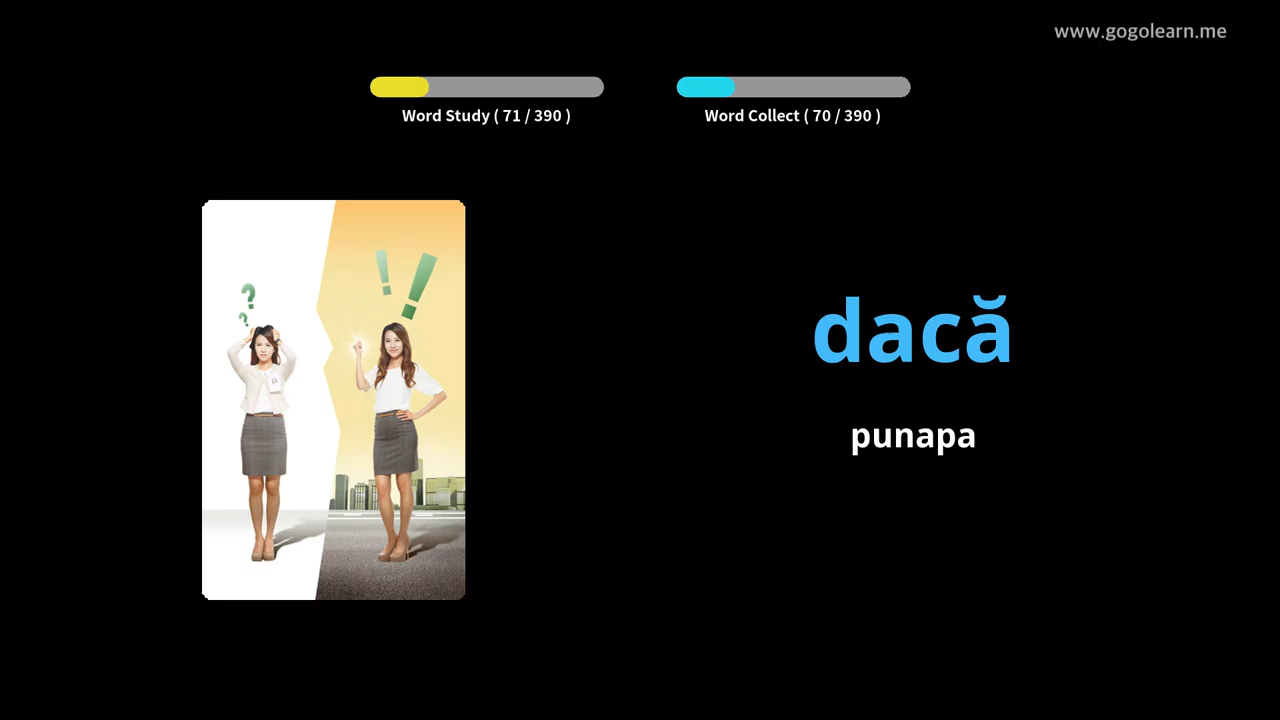 www.gogolearn.me
Word Study ( 71 / 390 )
Word Collect ( 70 / 390 )
? ?
! !
dacă
punapa